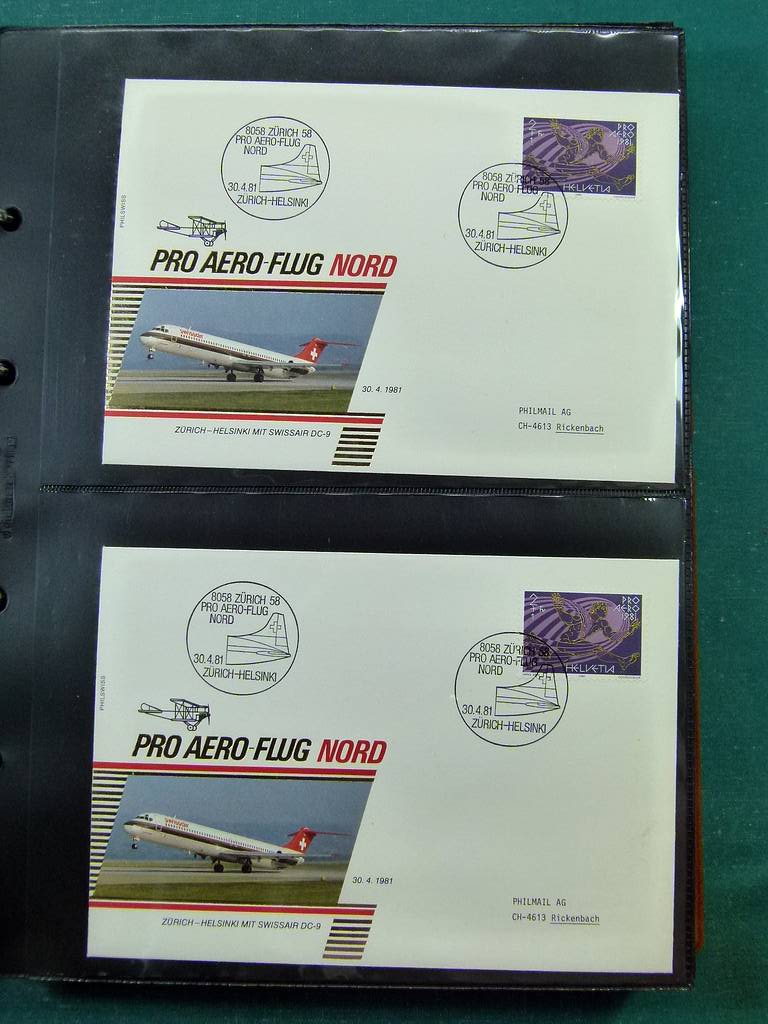 8058 ZÜRICH 58
PRO AERO-FLUG
NORD
30.4.81
ZÜRICH-HELSINKI
PRO
AERO
1981
HELVETIA
8058 ZÜRICH 58
PRO AERO-FLUG
NORD
30.4.81
ZÜRICH-HELSINKI
PHILSWISS
PRO AERO-FLUG NORD
swissair
30. 4. 1981
ZÜRICH–HELSINKI MIT SWISSAIR DC-9
PHILMAIL AG
CH-4613 Rickenbach
8058 ZÜRICH 58
PRO AERO-FLUG
NORD
30.4.81
ZÜRICH-HELSINKI
PRO
AERO
1981
HELVETIA
8058 ZÜRICH 58
PRO AERO-FLUG
NORD
30.4.81
ZÜRICH-HELSINKI
PHILSWISS
PRO AERO-FLUG NORD
swissair
30. 4. 1981
ZÜRICH–HELSINKI MIT SWISSAIR DC-9
PHILMAIL AG
CH-4613 Rickenbach